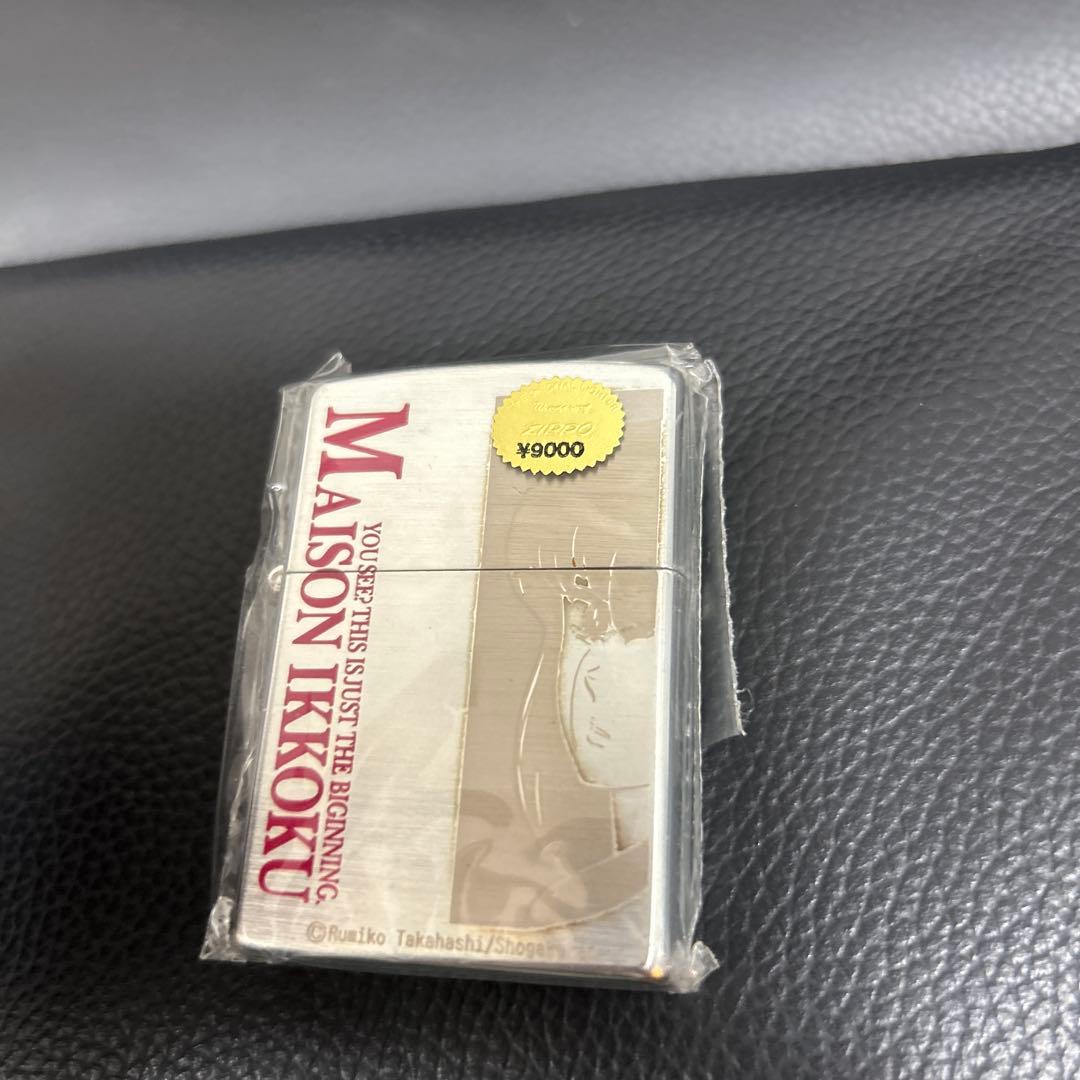 MAISON IKKOKU
YOU SEE? THIS IS JUST THE BIGINNING,
ZIPPO
¥9000
©Rumiko Takahashi/Shogak